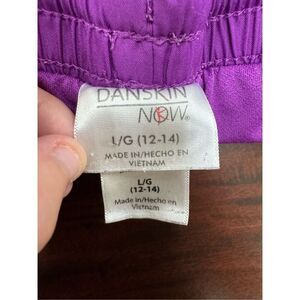 DANSKIN
NOW®
L/G (12-14)
MADE IN/HECHO EN
VIETNAM
L/G
(12-14)
Made in/Hecho en
Vietnam